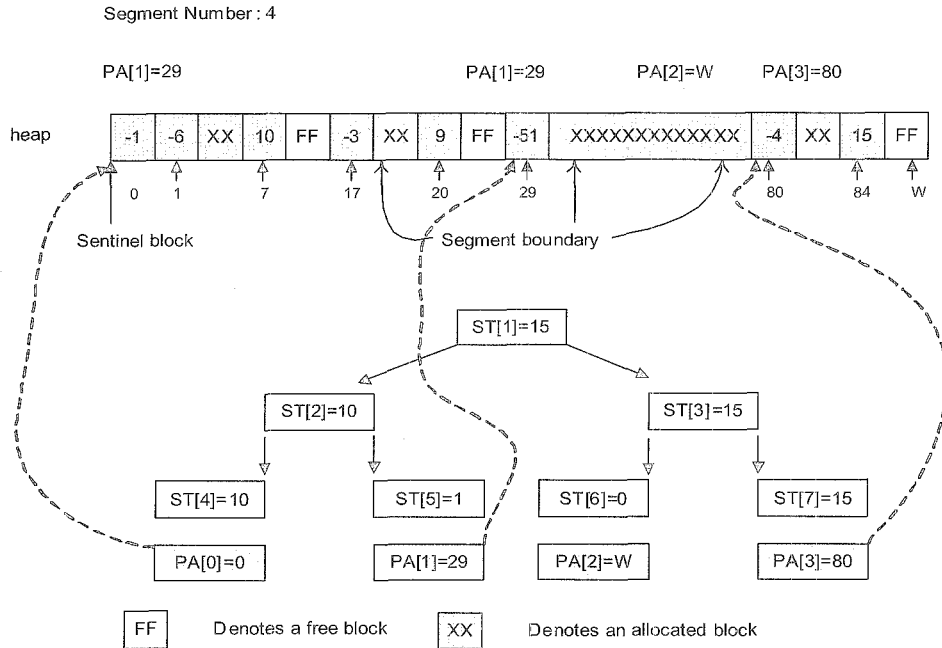 Segment Number : 4
PA[1]=29 PA[1]=29 PA[2]=W PA[3]=80
heap -1 -6 XX 10 FF -3 XX 9 FF -51 XXXXXXXXXXXX XX -4 XX 15 FF
0 1 7 17 20 29 80 84 W
Sentinel block Segment boundary
ST[1]=15
ST[2]=10 ST[3]=15
ST[4]=10 ST[5]=1 ST[6]=0 ST[7]=15
PA[0]=0 PA[1]=29 PA[2]=W PA[3]=80
FF Denotes a free block XX Denotes an allocated block